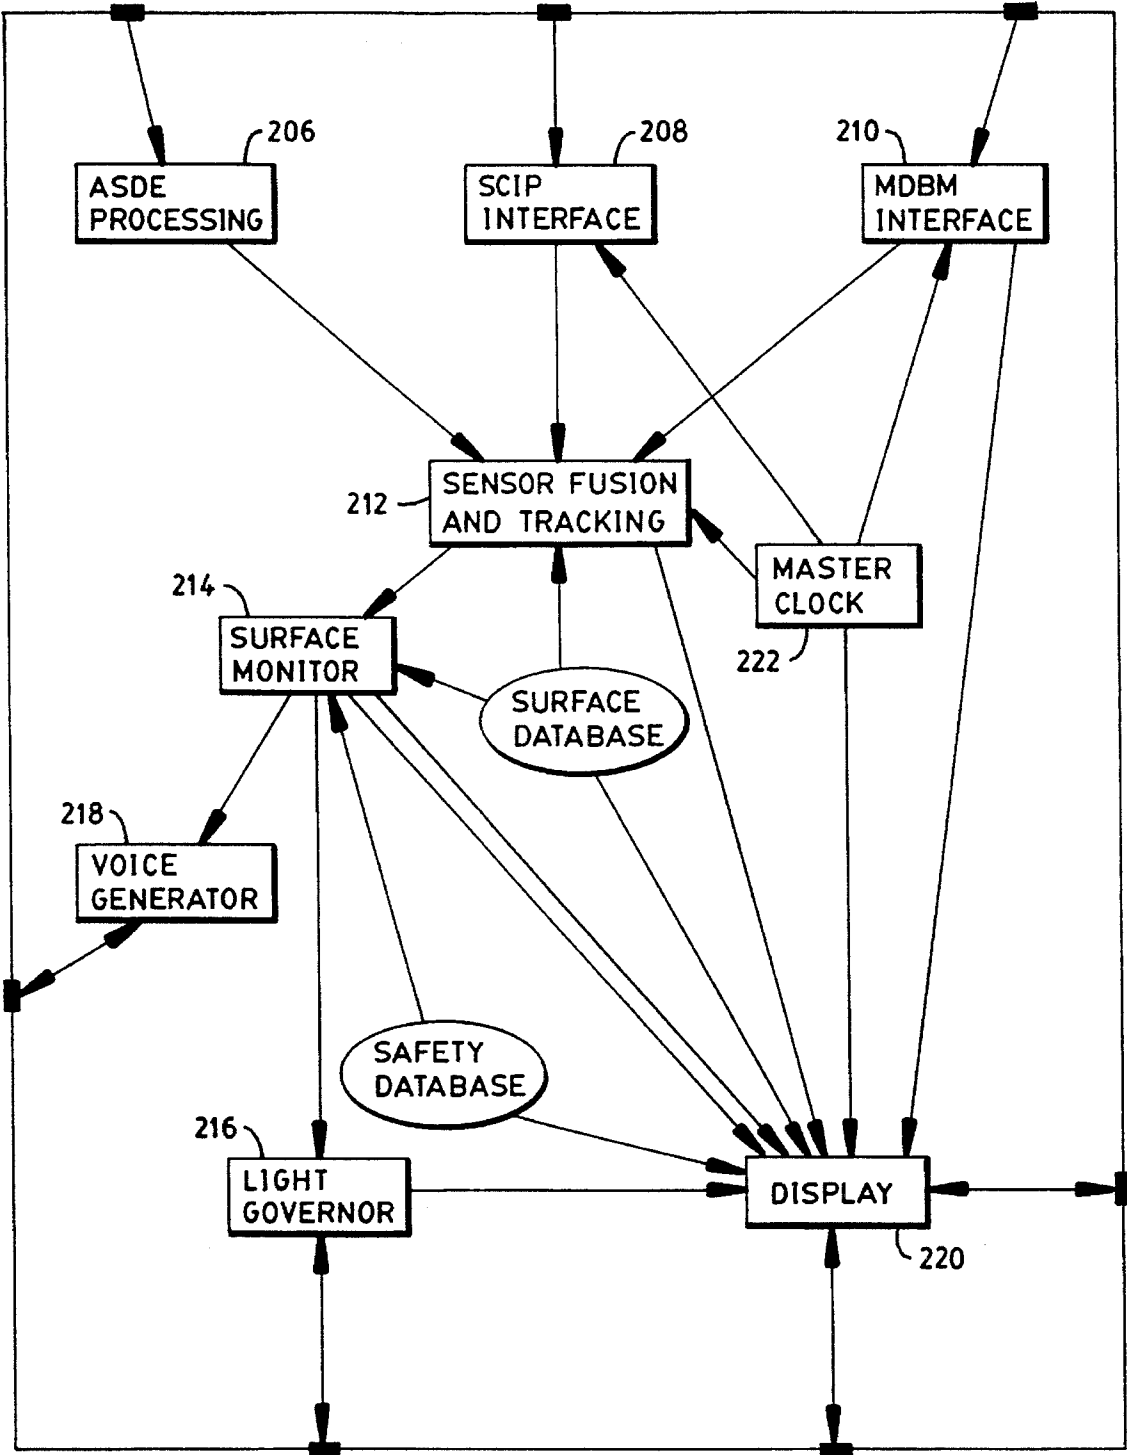 206
208
210
ASDE
PROCESSING
SCIP
INTERFACE
MDBM
INTERFACE
212
SENSOR FUSION
AND TRACKING
MASTER
CLOCK
222
214
SURFACE
MONITOR
SURFACE
DATABASE
218
VOICE
GENERATOR
SAFETY
DATABASE
216
LIGHT
GOVERNOR
DISPLAY
220